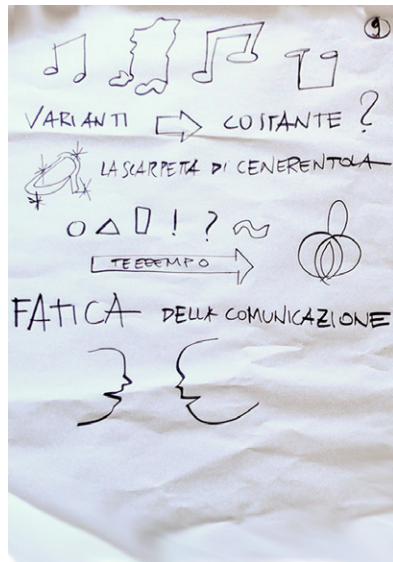 9
VARIANTI COSTANTE ?
LA SCARPETTA DI CENERENTOLA
! ?
TEEEEMPO
FATICA DELLA COMUNICAZIONE